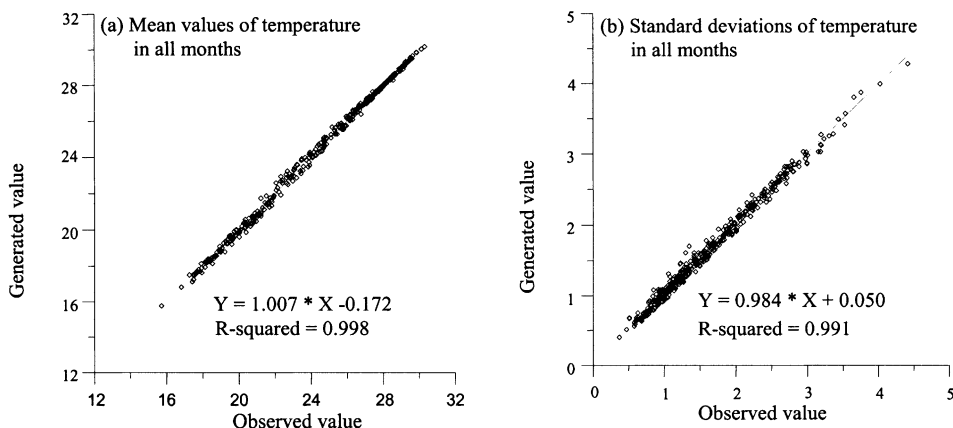 (a) Mean values of temperature
in all months
32
28
24
20
16
12
Generated value
Y = 1.007 * X -0.172
R-squared = 0.998
12 16 20 24 28 32
Observed value
(b) Standard deviations of temperature
in all months
5
4
3
2
1
0
Generated value
Y = 0.984 * X + 0.050
R-squared = 0.991
0 1 2 3 4 5
Observed value